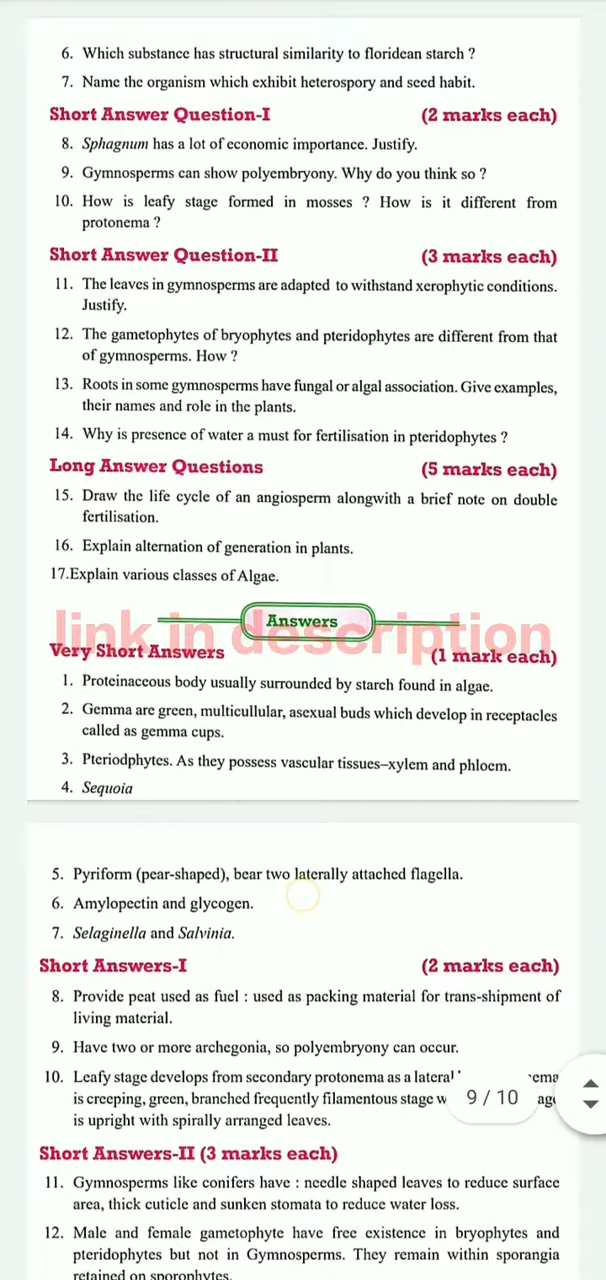 6. Which substance has structural similarity to floridean starch ?
7. Name the organism which exhibit heterospory and seed habit.
Short Answer Question-I (2 marks each)
8. Sphagnum has a lot of economic importance. Justify.
9. Gymnosperms can show polyembryony. Why do you think so ?
10. How is leafy stage formed in mosses ? How is it different from
protonema ?
Short Answer Question-II (3 marks each)
11. The leaves in gymnosperms are adapted to withstand xerophytic conditions.
Justify.
12. The gametophytes of bryophytes and pteridophytes are different from that
of gymnosperms. How ?
13. Roots in some gymnosperms have fungal or algal association. Give examples,
their names and role in the plants.
14. Why is presence of water a must for fertilisation in pteridophytes ?
Long Answer Questions (5 marks each)
15. Draw the life cycle of an angiosperm alongwith a brief note on double
fertilisation.
16. Explain alternation of generation in plants.
17.Explain various classes of Algae.
Answers
link in description
Very Short Answers (1 mark each)
1. Proteinaceous body usually surrounded by starch found in algae.
2. Gemma are green, multicullular, asexual buds which develop in receptacles
called as gemma cups.
3. Pteriodphytes. As they possess vascular tissues–xylem and phloem.
4. Sequoia
5. Pyriform (pear-shaped), bear two laterally attached flagella.
6. Amylopectin and glycogen.
7. Selaginella and Salvinia.
Short Answers-I (2 marks each)
8. Provide peat used as fuel : used as packing material for trans-shipment of
living material.
9. Have two or more archegonia, so polyembryony can occur.
10. Leafy stage develops from secondary protonema as a lateral
is creeping, green, branched frequently filamentous stage
9 / 10
is upright with spirally arranged leaves.
Short Answers-II (3 marks each)
11. Gymnosperms like conifers have : needle shaped leaves to reduce surface
area, thick cuticle and sunken stomata to reduce water loss.
12. Male and female gametophyte have free existence in bryophytes and
pteridophytes but not in Gymnosperms. They remain within sporangia
retained on sporophytes.